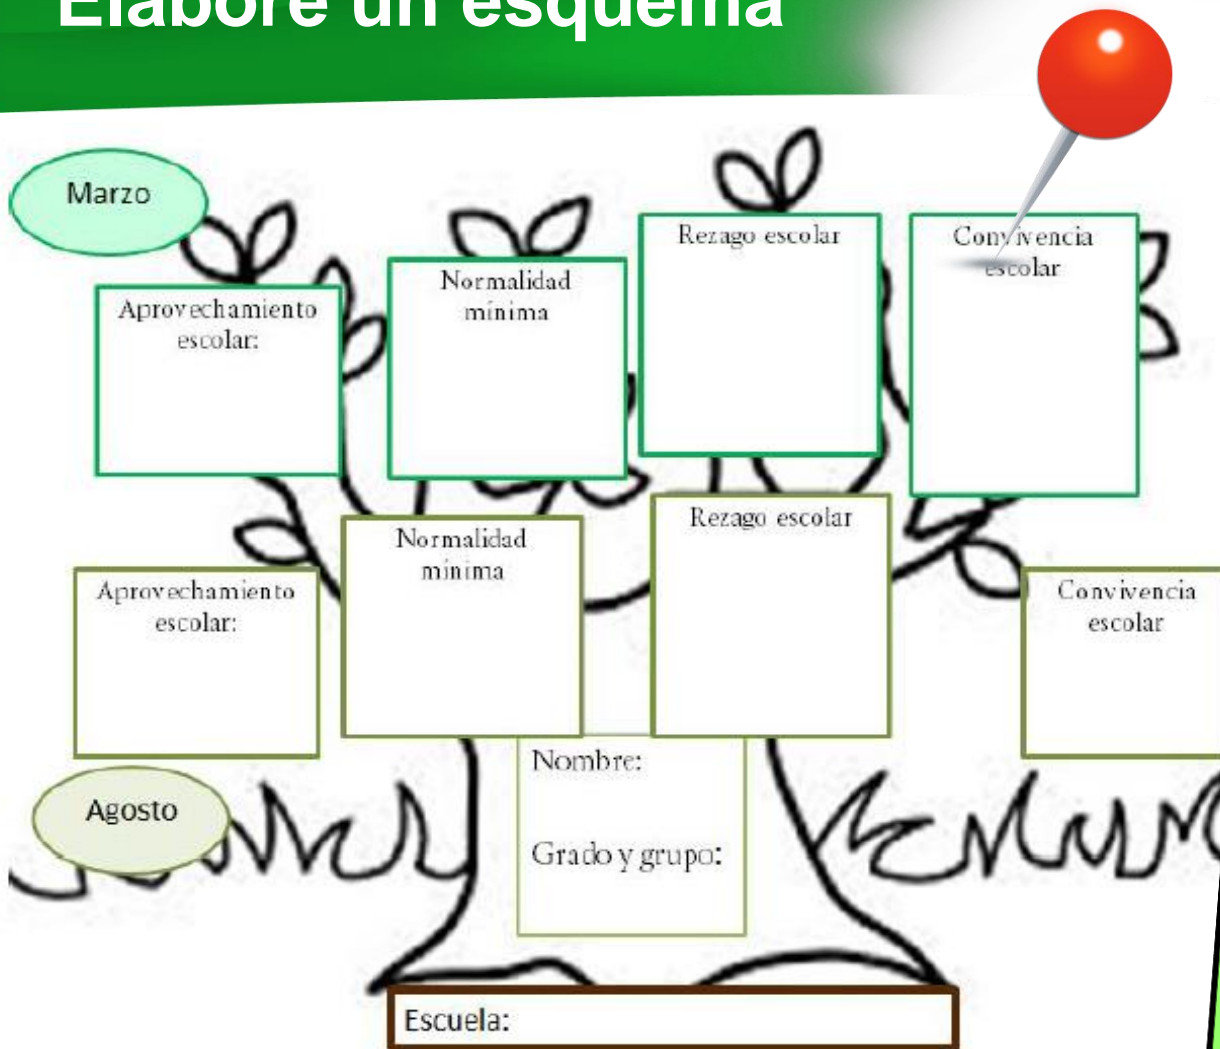 Elabore un esquema
Marzo
Aprovechamiento
escolar:
Normalidad
mínima
Rezago escolar
Convivencia
escolar
Aprovechamiento
escolar:
Normalidad
mínima
Rezago escolar
Convivencia
escolar
Agosto
Nombre:
Grado y grupo:
Escuela: